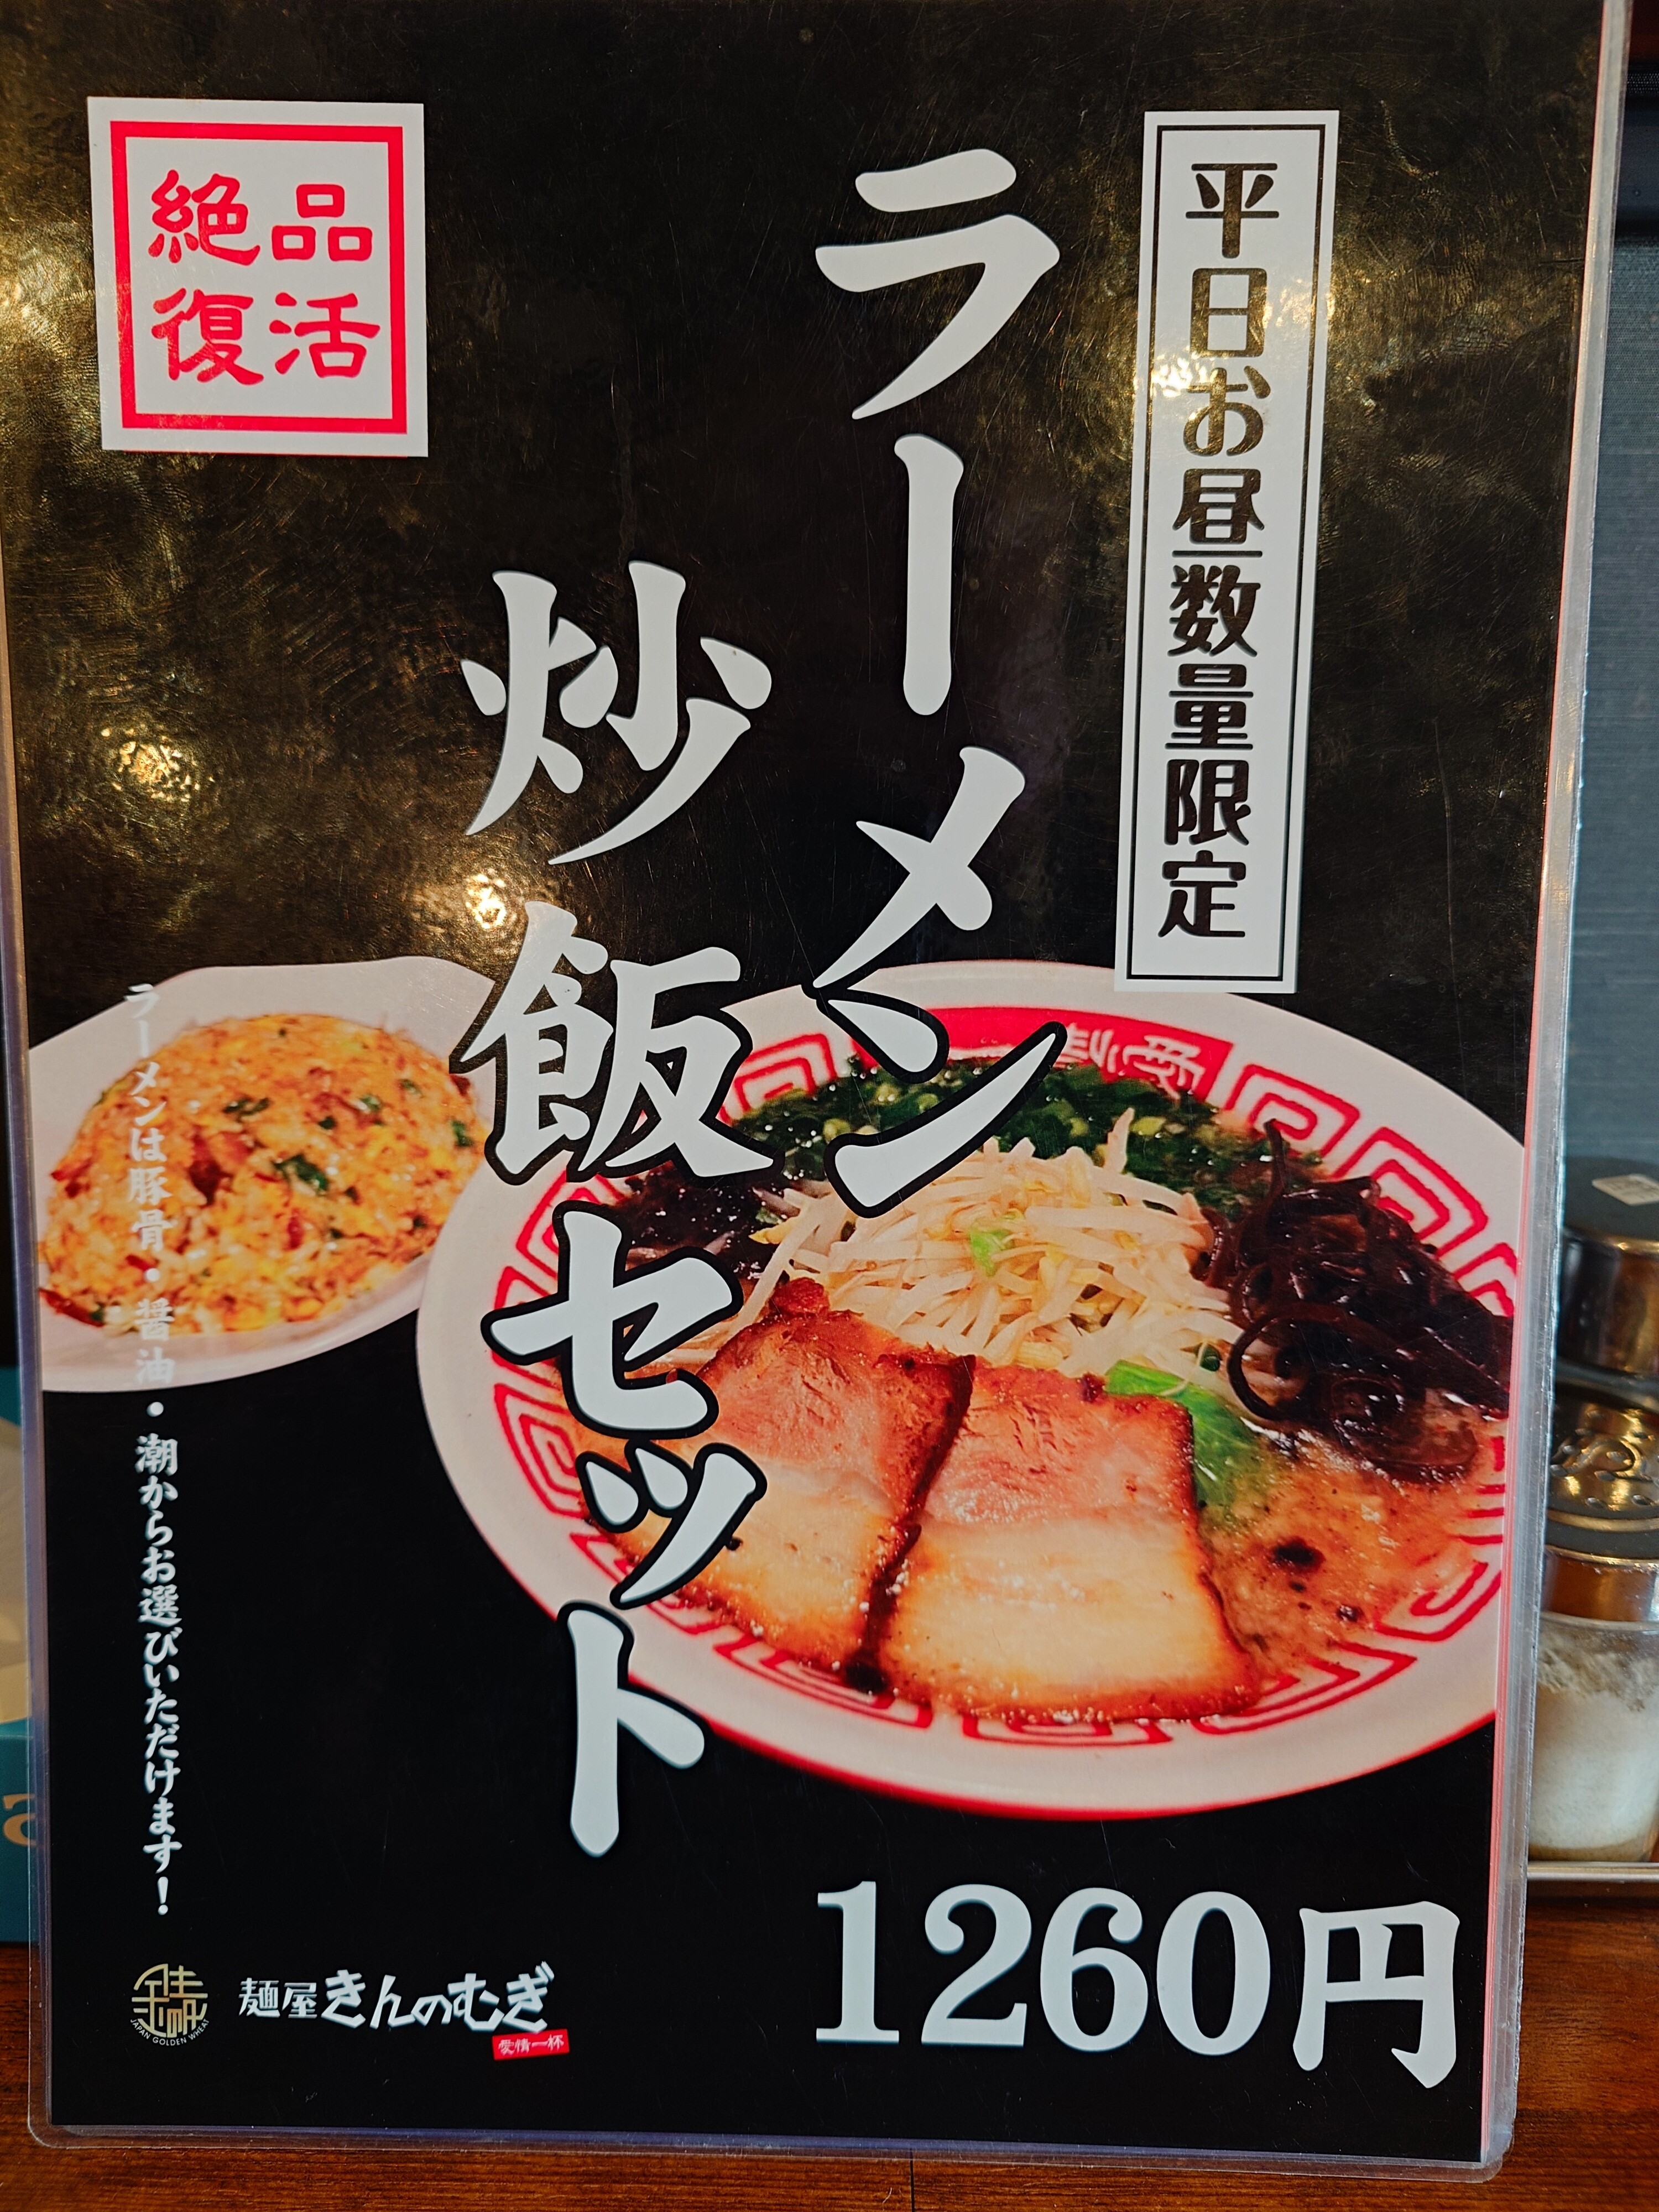 平日お昼数量限定
ラーメン
炒飯セット
絶品
復活
ラーメンは豚骨・醤油・潮からお選びいただけます！
1260円
麺屋きんのむぎ
愛情一杯
JAPAN GOLDEN WHEAT